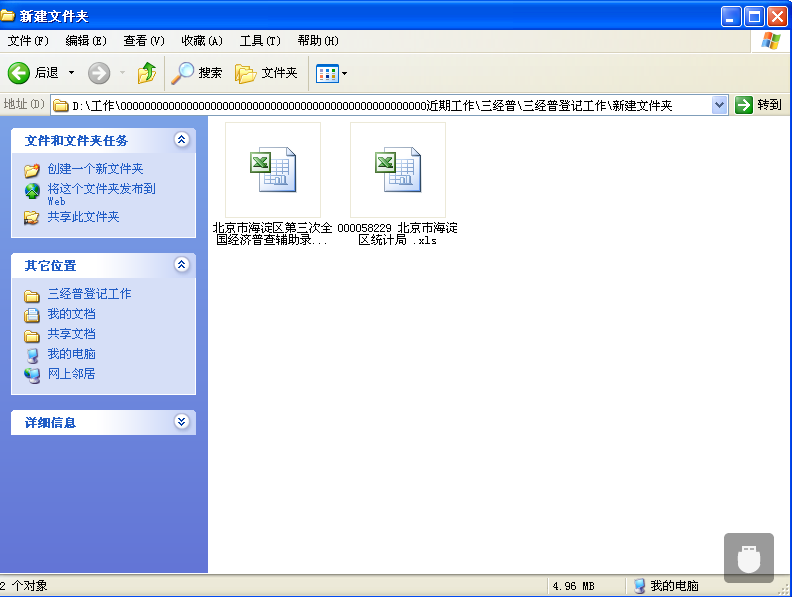 新建文件夹
文件(F) 编辑(E) 查看(V) 收藏(A) 工具(T) 帮助(H)
后退 搜索 文件夹
地址(D) D:\工作\00000000000000000000000000000000000000000000000000近期工作\三经普\三经普登记工作\新建文件夹 转到
文件和文件夹任务
创建一个新文件夹
将这个文件夹发布到
Web
共享此文件夹
其它位置
三经普登记工作
我的文档
共享文档
我的电脑
网上邻居
详细信息
北京市海淀区第三次全
国经济普查辅助录...
000058229 北京市海淀
区统计局 .xls
2 个对象 4.96 MB 我的电脑